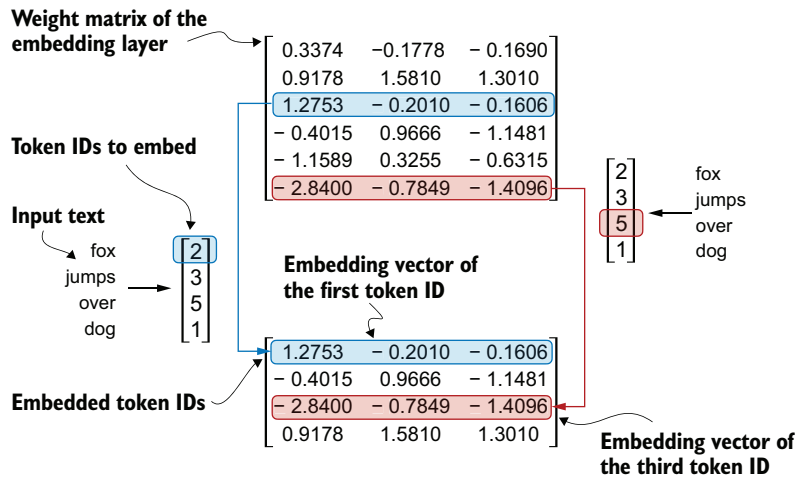 Weight matrix of the
embedding layer
0.3374 −0.1778 − 0.1690
0.9178 1.5810 1.3010
1.2753 − 0.2010 − 0.1606
− 0.4015 0.9666 − 1.1481
− 1.1589 0.3255 − 0.6315
− 2.8400 − 0.7849 − 1.4096
Token IDs to embed
Input text
fox
jumps
over
dog
2
3
5
1
2
3
5
1
fox
jumps
over
dog
Embedding vector of
the first token ID
1.2753 − 0.2010 − 0.1606
− 0.4015 0.9666 − 1.1481
− 2.8400 − 0.7849 − 1.4096
0.9178 1.5810 1.3010
Embedded token IDs
Embedding vector of
the third token ID